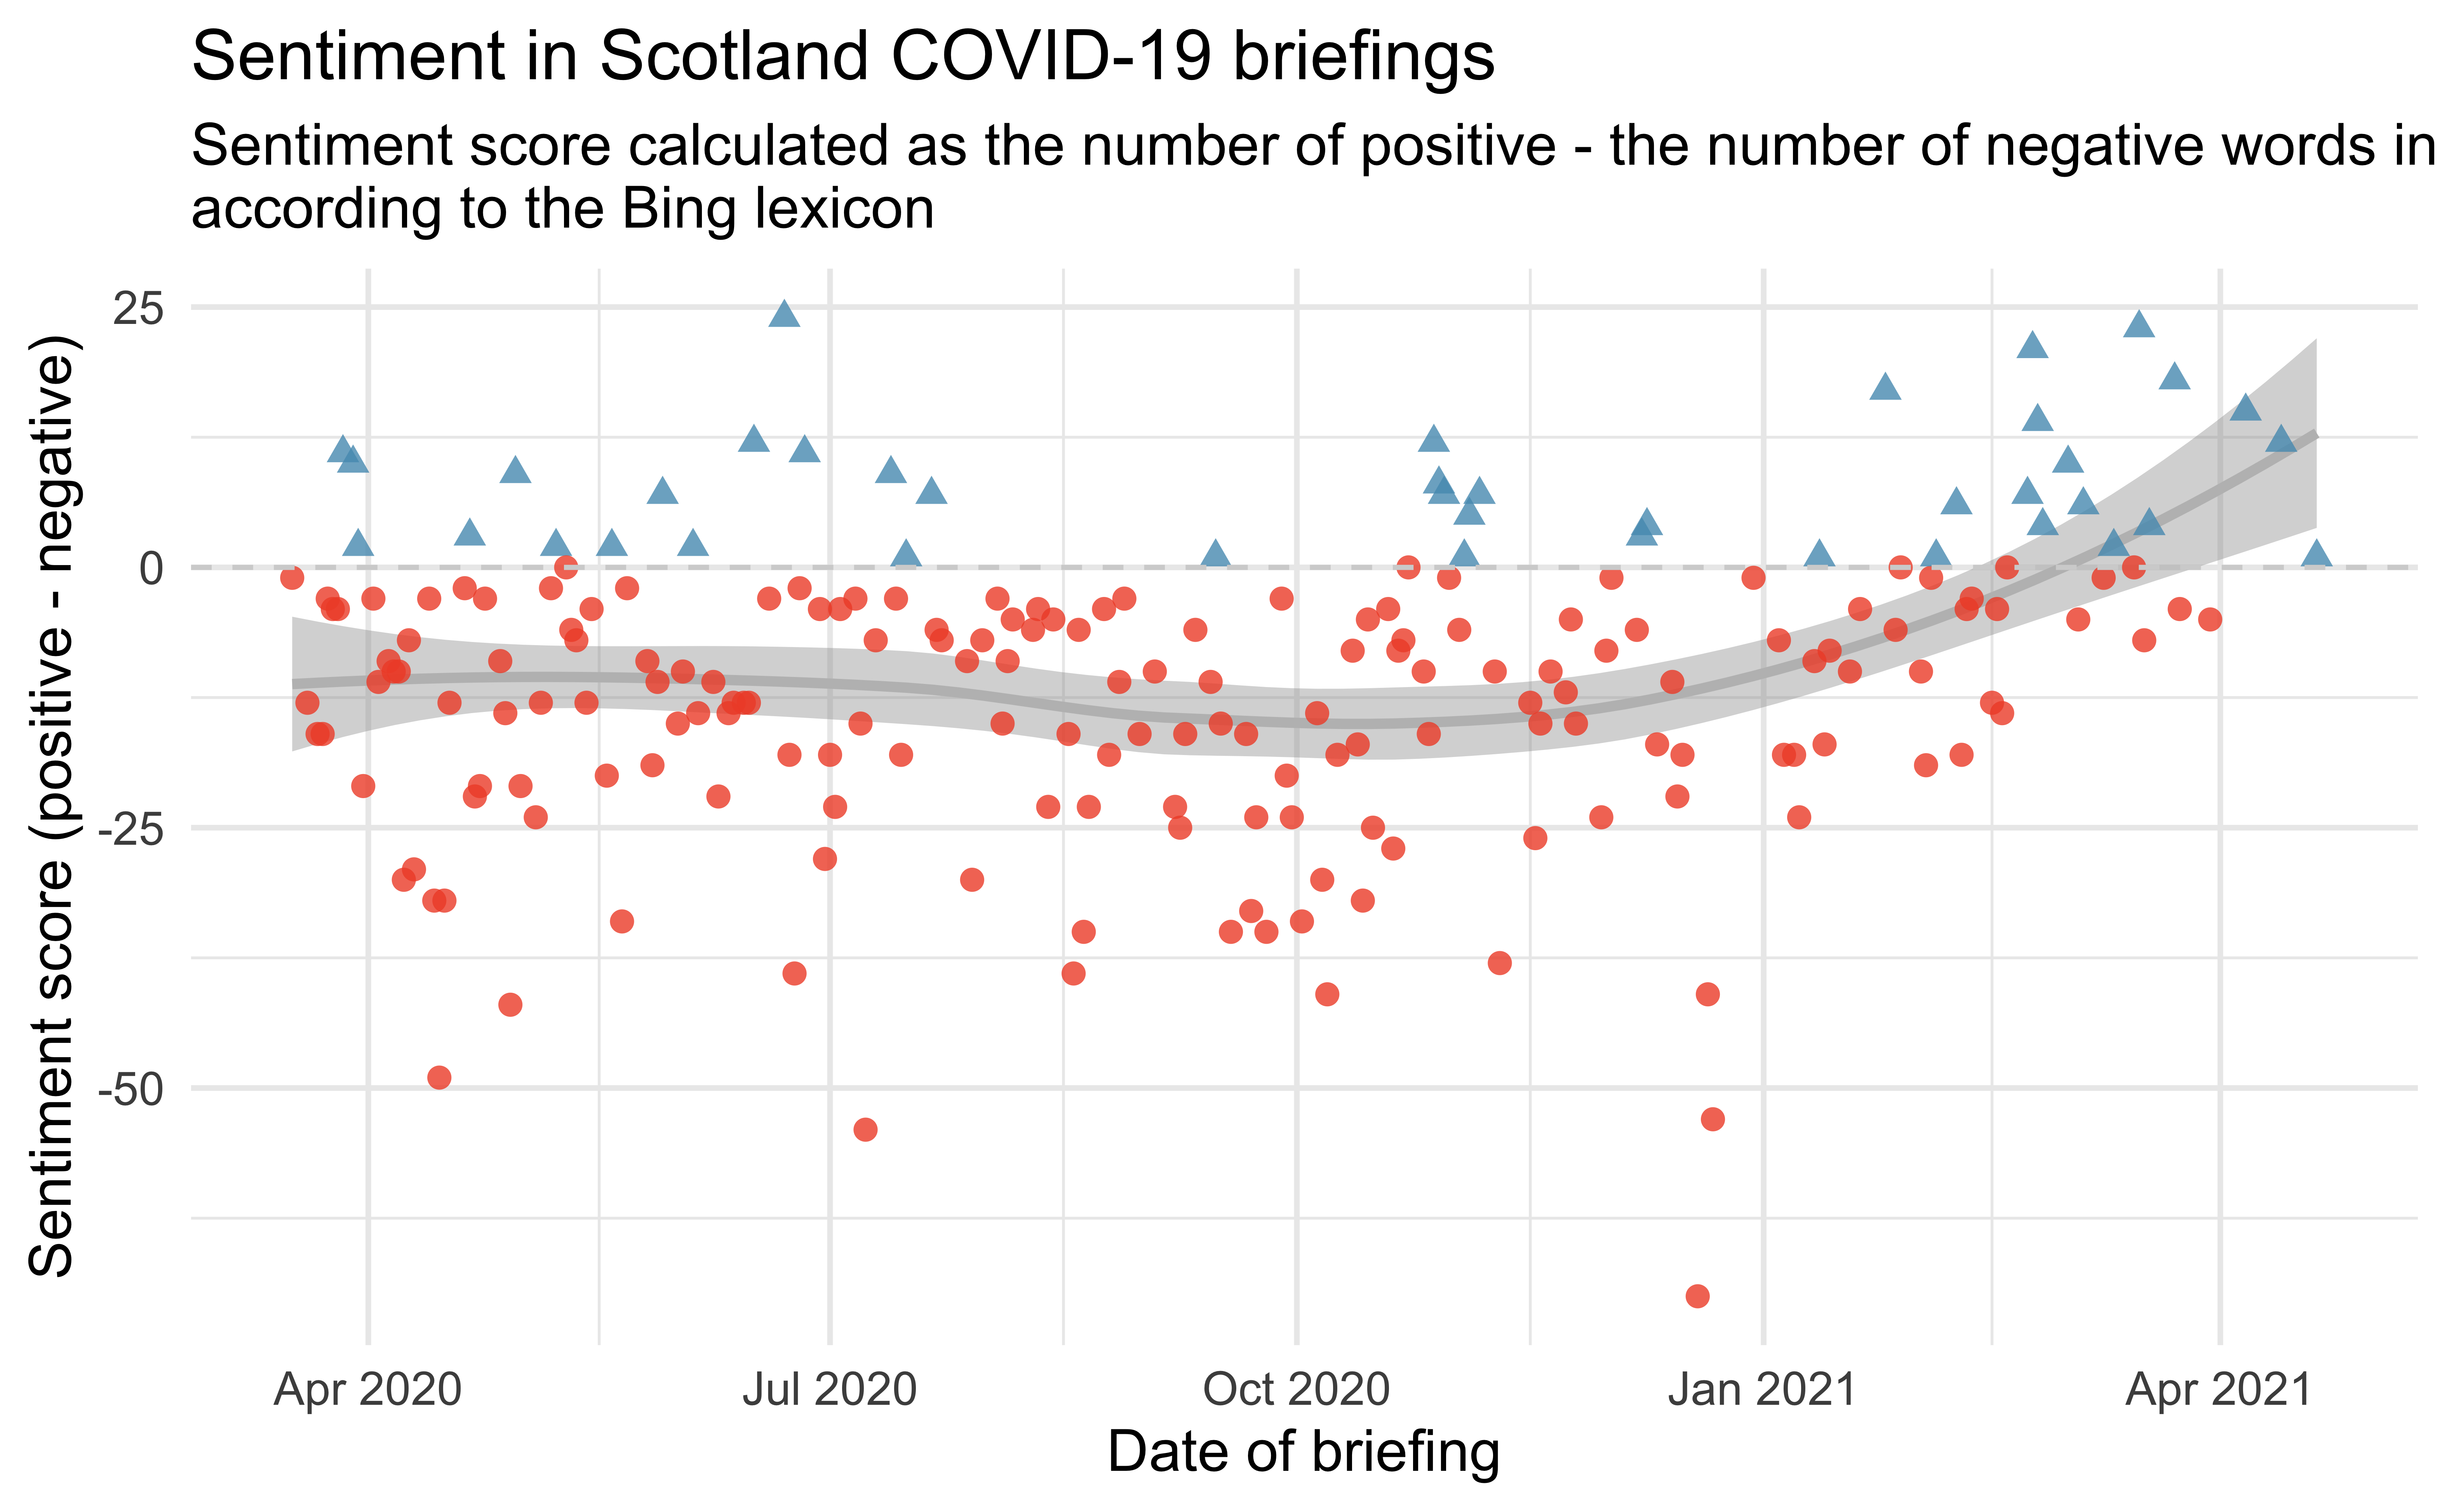 Sentiment in Scotland COVID-19 briefings
Sentiment score calculated as the number of positive - the number of negative words in
according to the Bing lexicon
Sentiment score (positive - negative)
25
0
-25
-50
Apr 2020
Jul 2020
Oct 2020
Jan 2021
Apr 2021
Date of briefing